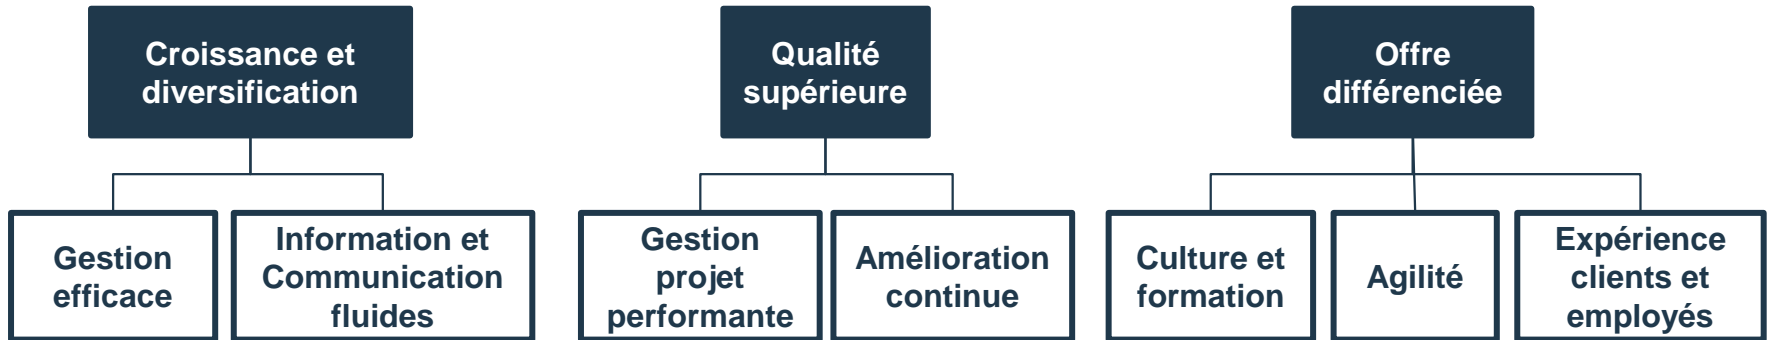 Croissance et
diversification
Qualité
supérieure
Offre
différenciée
Gestion
efficace
Information et
Communication
fluides
Gestion
projet
performante
Amélioration
continue
Culture et
formation
Agilité
Expérience
clients et
employés